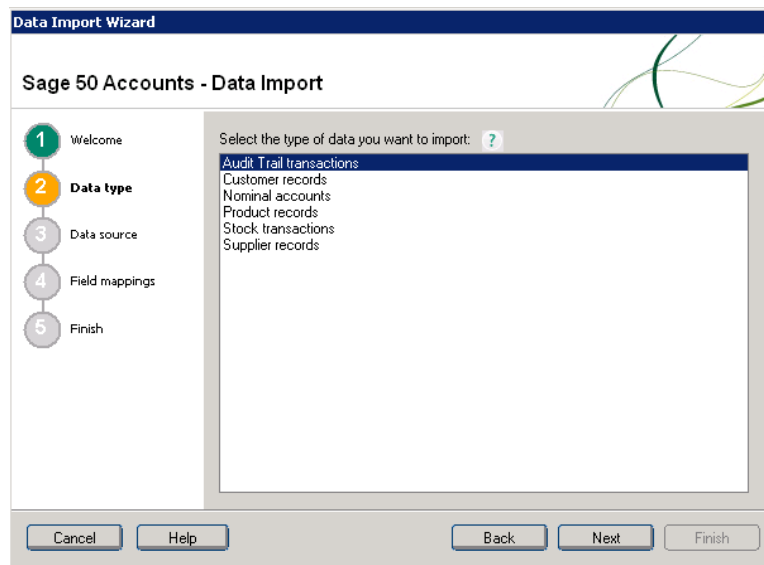 Data Import Wizard
Sage 50 Accounts - Data Import
1 Welcome
2 Data type
3 Data source
4 Field mappings
5 Finish
Select the type of data you want to import: ?
Audit Trail transactions
Customer records
Nominal accounts
Product records
Stock transactions
Supplier records
Cancel Help Back Next Finish